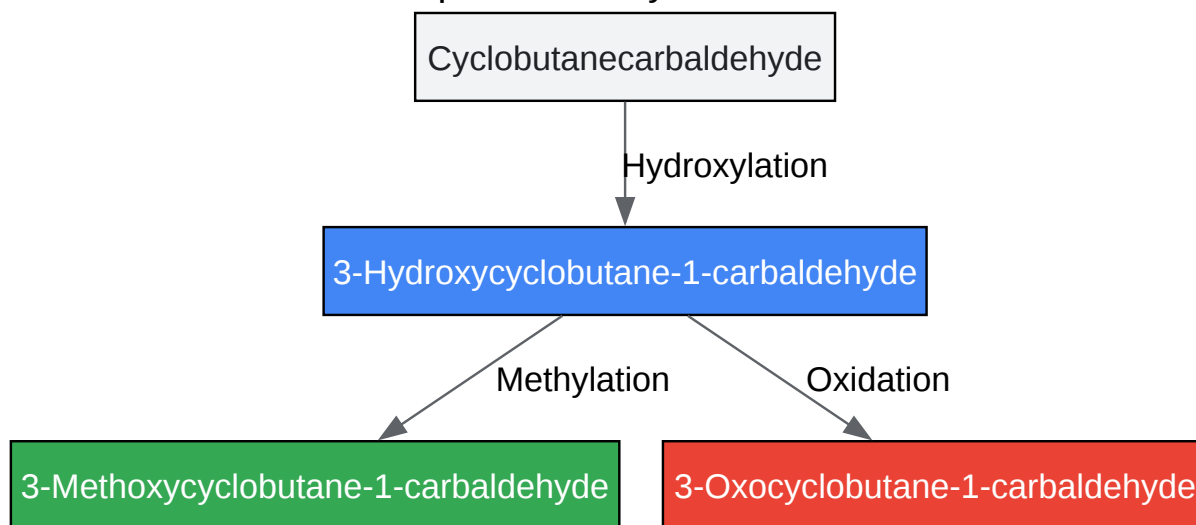 Cyclobutanecarbaldehyde
Hydroxylation
3-Hydroxycyclobutane-1-carbaldehyde
Methylation
Oxidation
3-Methoxycyclobutane-1-carbaldehyde
3-Oxocyclobutane-1-carbaldehyde